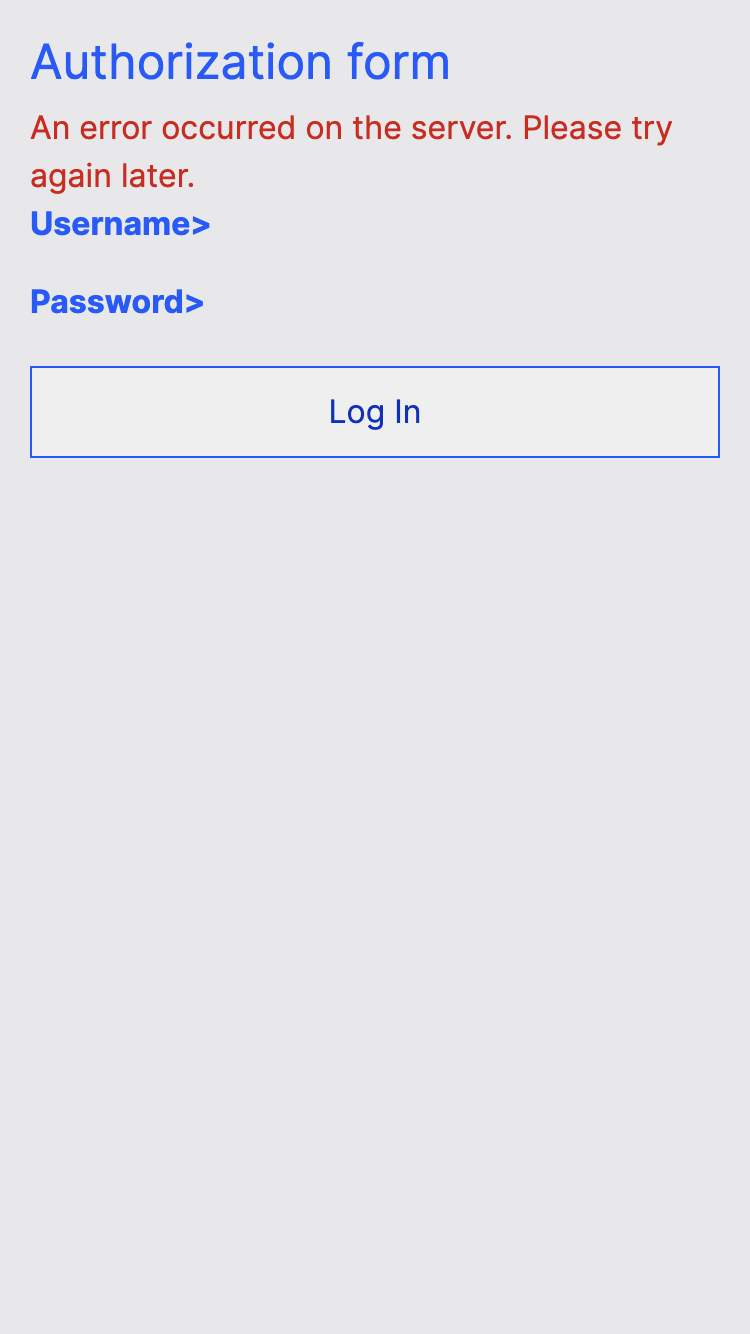 Authorization form
An error occurred on the server. Please try
again later.
Username>
Password>
Log In